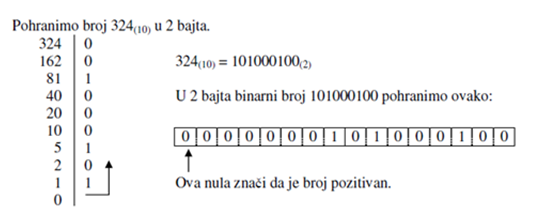 Pohranimo broj 324(10) u 2 bajta.
324 | 0
162 | 0
81 | 1
40 | 0
20 | 0
10 | 0
5 | 1
2 | 0
1 | 1
0 |
324(10) = 101000100(2)
U 2 bajta binarni broj 101000100 pohranimo ovako:
0 0 0 0 0 0 0 1 0 1 0 0 0 1 0 0
Ova nula znači da je broj pozitivan.